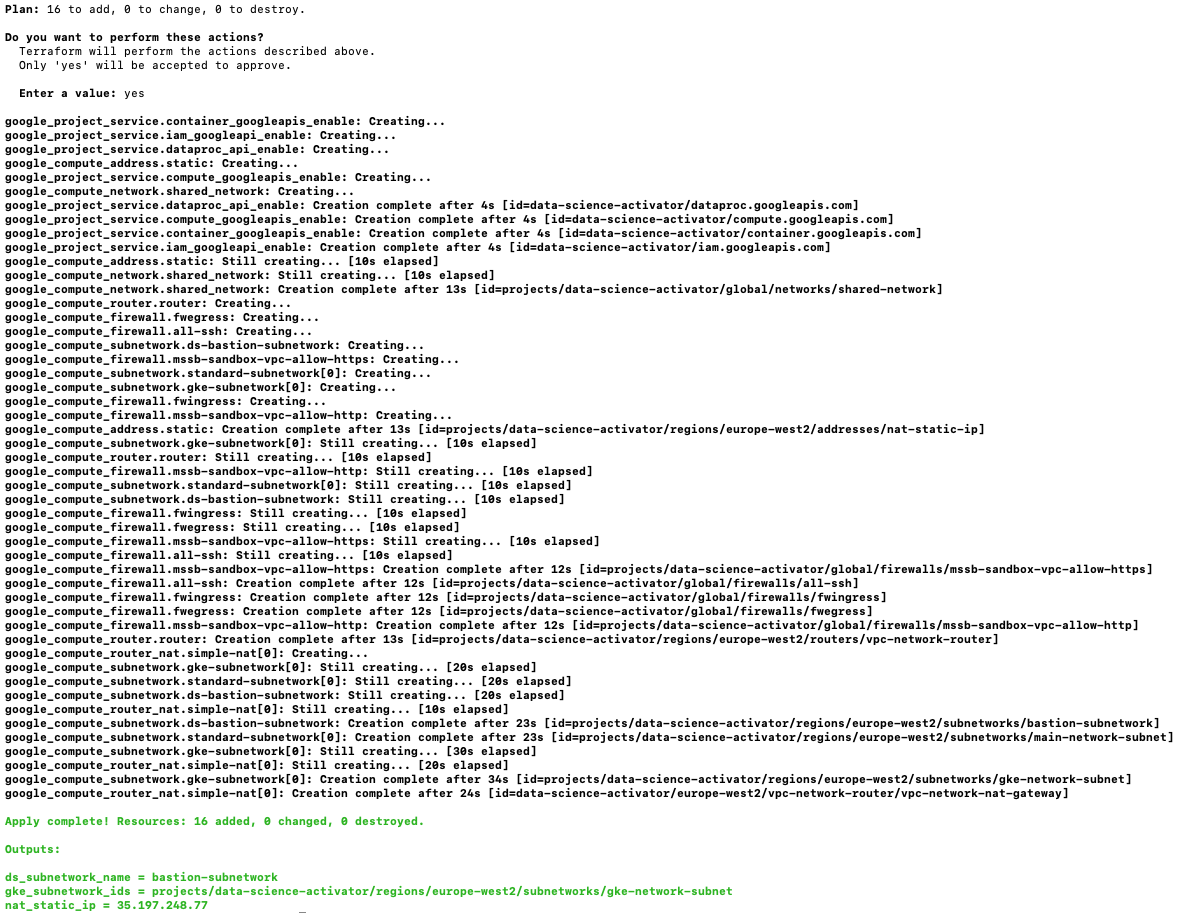 Plan: 16 to add, 0 to change, 0 to destroy.
Do you want to perform these actions?
Terraform will perform the actions described above.
Only 'yes' will be accepted to approve.
Enter a value: yes
google_project_service.container_googleapis_enable: Creating...
google_project_service.iam_googleapi_enable: Creating...
google_project_service.dataproc_api_enable: Creating...
google_compute_address.static: Creating...
google_project_service.compute_googleapis_enable: Creating...
google_compute_network.shared_network: Creating...
google_project_service.dataproc_api_enable: Creation complete after 4s [id=data-science-activator/dataproc.googleapis.com]
google_project_service.compute_googleapis_enable: Creation complete after 4s [id=data-science-activator/compute.googleapis.com]
google_project_service.container_googleapis_enable: Creation complete after 4s [id=data-science-activator/container.googleapis.com]
google_project_service.iam_googleapi_enable: Creation complete after 4s [id=data-science-activator/iam.googleapis.com]
google_compute_address.static: Still creating... [10s elapsed]
google_compute_network.shared_network: Still creating... [10s elapsed]
google_compute_network.shared_network: Creation complete after 13s [id=projects/data-science-activator/global/networks/shared-network]
google_compute_router.router: Creating...
google_compute_firewall.fwegress: Creating...
google_compute_firewall.all-ssh: Creating...
google_compute_subnetwork.ds-bastion-subnetwork: Creating...
google_compute_firewall.mssb-sandbox-vpc-allow-https: Creating...
google_compute_subnetwork.standard-subnetwork[0]: Creating...
google_compute_subnetwork.gke-subnetwork[0]: Creating...
google_compute_firewall.fwingress: Creating...
google_compute_firewall.mssb-sandbox-vpc-allow-http: Creating...
google_compute_address.static: Creation complete after 13s [id=projects/data-science-activator/regions/europe-west2/addresses/nat-static-ip]
google_compute_subnetwork.gke-subnetwork[0]: Still creating... [10s elapsed]
google_compute_router.router: Still creating... [10s elapsed]
google_compute_firewall.mssb-sandbox-vpc-allow-http: Still creating... [10s elapsed]
google_compute_subnetwork.standard-subnetwork[0]: Still creating... [10s elapsed]
google_compute_subnetwork.ds-bastion-subnetwork: Still creating... [10s elapsed]
google_compute_firewall.fwingress: Still creating... [10s elapsed]
google_compute_firewall.fwegress: Still creating... [10s elapsed]
google_compute_firewall.mssb-sandbox-vpc-allow-https: Still creating... [10s elapsed]
google_compute_firewall.all-ssh: Still creating... [10s elapsed]
google_compute_firewall.mssb-sandbox-vpc-allow-https: Creation complete after 12s [id=projects/data-science-activator/global/firewalls/mssb-sandbox-vpc-allow-https]
google_compute_firewall.all-ssh: Creation complete after 12s [id=projects/data-science-activator/global/firewalls/all-ssh]
google_compute_firewall.fwingress: Creation complete after 12s [id=projects/data-science-activator/global/firewalls/fwingress]
google_compute_firewall.fwegress: Creation complete after 12s [id=projects/data-science-activator/global/firewalls/fwegress]
google_compute_firewall.mssb-sandbox-vpc-allow-http: Creation complete after 12s [id=projects/data-science-activator/global/firewalls/mssb-sandbox-vpc-allow-http]
google_compute_router.router: Creation complete after 13s [id=projects/data-science-activator/regions/europe-west2/routers/vpc-network-router]
google_compute_router_nat.simple-nat[0]: Creating...
google_compute_subnetwork.gke-subnetwork[0]: Still creating... [20s elapsed]
google_compute_subnetwork.standard-subnetwork[0]: Still creating... [20s elapsed]
google_compute_subnetwork.ds-bastion-subnetwork: Still creating... [20s elapsed]
google_compute_router_nat.simple-nat[0]: Still creating... [10s elapsed]
google_compute_subnetwork.ds-bastion-subnetwork: Creation complete after 23s [id=projects/data-science-activator/regions/europe-west2/subnetworks/bastion-subnetwork]
google_compute_subnetwork.standard-subnetwork[0]: Creation complete after 23s [id=projects/data-science-activator/regions/europe-west2/subnetworks/main-network-subnet]
google_compute_subnetwork.gke-subnetwork[0]: Still creating... [30s elapsed]
google_compute_router_nat.simple-nat[0]: Still creating... [20s elapsed]
google_compute_subnetwork.gke-subnetwork[0]: Creation complete after 34s [id=projects/data-science-activator/regions/europe-west2/subnetworks/gke-network-subnet]
google_compute_router_nat.simple-nat[0]: Creation complete after 24s [id=data-science-activator/europe-west2/vpc-network-router/vpc-network-nat-gateway]
Apply complete! Resources: 16 added, 0 changed, 0 destroyed.
Outputs:
ds_subnetwork_name = bastion-subnetwork
gke_subnetwork_ids = projects/data-science-activator/regions/europe-west2/subnetworks/gke-network-subnet
nat_static_ip = 35.197.248.77